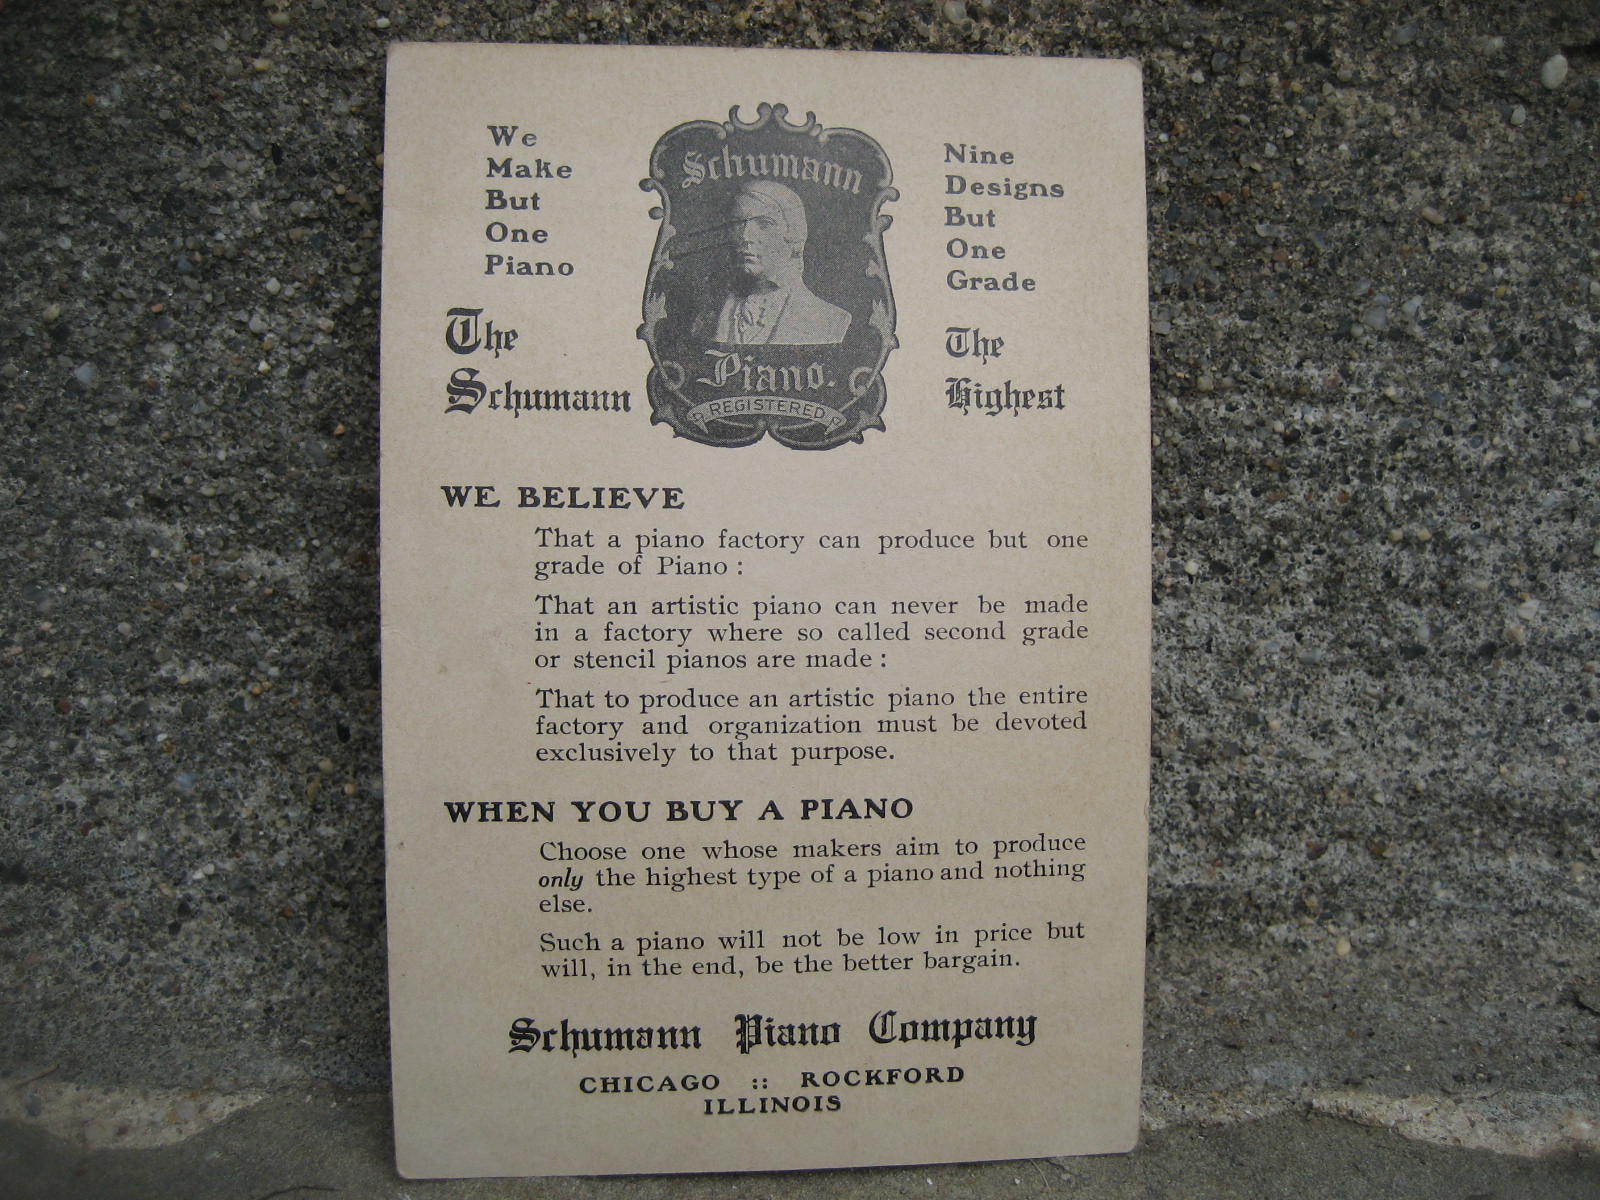 We
Make
But
One
Piano
The
Schumann
Schumann
Piano.
REGISTERED
Nine
Designs
But
One
Grade
The
Highest
WE BELIEVE
That a piano factory can produce but one
grade of Piano :
That an artistic piano can never be made
in a factory where so called second grade
or stencil pianos are made :
That to produce an artistic piano the entire
factory and organization must be devoted
exclusively to that purpose.
WHEN YOU BUY A PIANO
Choose one whose makers aim to produce
only the highest type of a piano and nothing
else.
Such a piano will not be low in price but
will, in the end, be the better bargain.
Schumann Piano Company
CHICAGO :: ROCKFORD
ILLINOIS